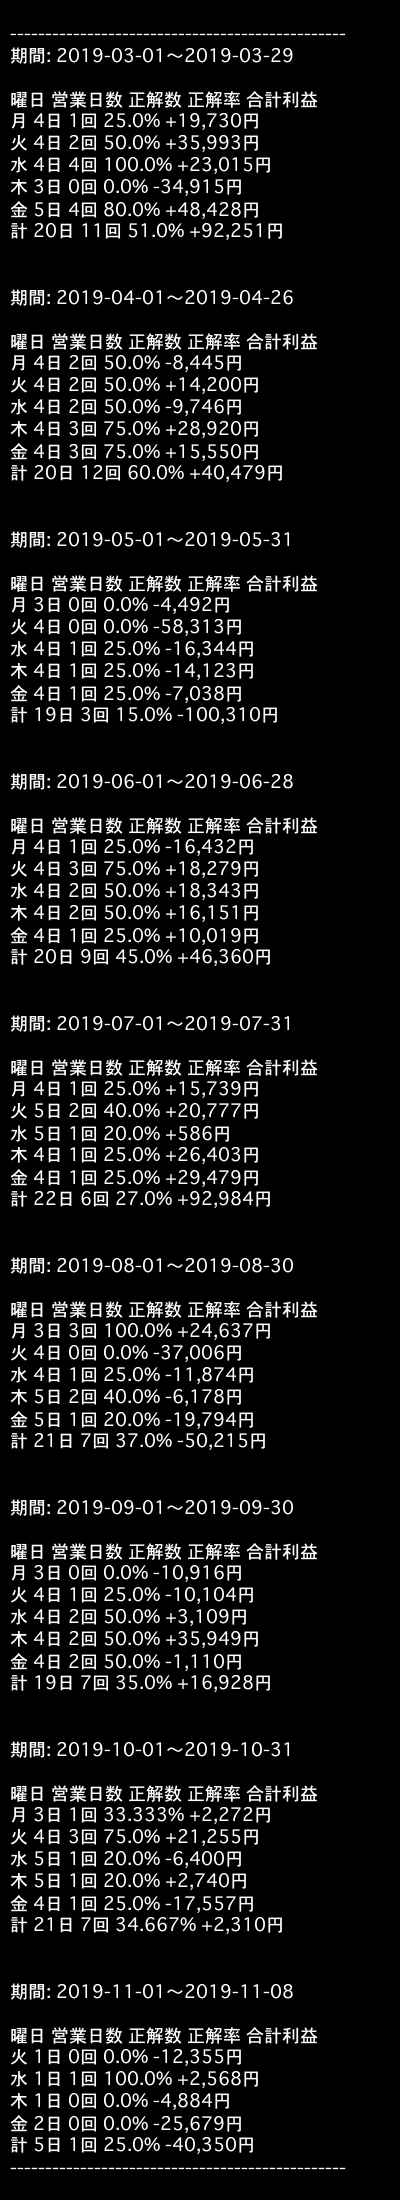 ------------------------------------------------
期間: 2019-03-01～2019-03-29
曜日 営業日数 正解数 正解率 合計利益
月 4日 1回 25.0% +19,730円
火 4日 2回 50.0% +35,993円
水 4日 4回 100.0% +23,015円
木 3日 0回 0.0% -34,915円
金 5日 4回 80.0% +48,428円
計 20日 11回 51.0% +92,251円
期間: 2019-04-01～2019-04-26
曜日 営業日数 正解数 正解率 合計利益
月 4日 2回 50.0% -8,445円
火 4日 2回 50.0% +14,200円
水 4日 2回 50.0% -9,746円
木 4日 3回 75.0% +28,920円
金 4日 3回 75.0% +15,550円
計 20日 12回 60.0% +40,479円
期間: 2019-05-01～2019-05-31
曜日 営業日数 正解数 正解率 合計利益
月 3日 0回 0.0% -4,492円
火 4日 0回 0.0% -58,313円
水 4日 1回 25.0% -16,344円
木 4日 1回 25.0% -14,123円
金 4日 1回 25.0% -7,038円
計 19日 3回 15.0% -100,310円
期間: 2019-06-01～2019-06-28
曜日 営業日数 正解数 正解率 合計利益
月 4日 1回 25.0% -16,432円
火 4日 3回 75.0% +18,279円
水 4日 2回 50.0% +18,343円
木 4日 2回 50.0% +16,151円
金 4日 1回 25.0% +10,019円
計 20日 9回 45.0% +46,360円
期間: 2019-07-01～2019-07-31
曜日 営業日数 正解数 正解率 合計利益
月 4日 1回 25.0% +15,739円
火 5日 2回 40.0% +20,777円
水 5日 1回 20.0% +586円
木 4日 1回 25.0% +26,403円
金 4日 1回 25.0% +29,479円
計 22日 6回 27.0% +92,984円
期間: 2019-08-01～2019-08-30
曜日 営業日数 正解数 正解率 合計利益
月 3日 3回 100.0% +24,637円
火 4日 0回 0.0% -37,006円
水 4日 1回 25.0% -11,874円
木 5日 2回 40.0% -6,178円
金 5日 1回 20.0% -19,794円
計 21日 7回 37.0% -50,215円
期間: 2019-09-01～2019-09-30
曜日 営業日数 正解数 正解率 合計利益
月 3日 0回 0.0% -10,916円
火 4日 1回 25.0% -10,104円
水 4日 2回 50.0% +3,109円
木 4日 2回 50.0% +35,949円
金 4日 2回 50.0% -1,110円
計 19日 7回 35.0% +16,928円
期間: 2019-10-01～2019-10-31
曜日 営業日数 正解数 正解率 合計利益
月 3日 1回 33.333% +2,272円
火 4日 3回 75.0% +21,255円
水 5日 1回 20.0% -6,400円
木 5日 1回 20.0% +2,740円
金 4日 1回 25.0% -17,557円
計 21日 7回 34.667% +2,310円
期間: 2019-11-01～2019-11-08
曜日 営業日数 正解数 正解率 合計利益
火 1日 0回 0.0% -12,355円
水 1日 1回 100.0% +2,568円
木 1日 0回 0.0% -4,884円
金 2日 0回 0.0% -25,679円
計 5日 1回 25.0% -40,350円
------------------------------------------------